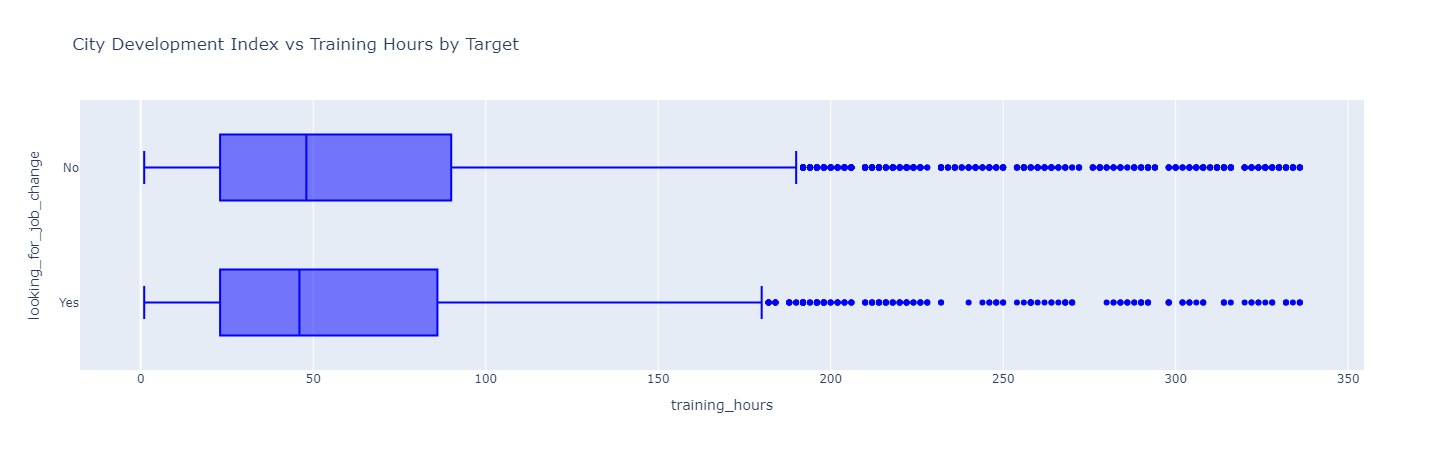 City Development Index vs Training Hours by Target
looking_for_job_change
No
Yes
0 50 100 150 200 250 300 350
training_hours